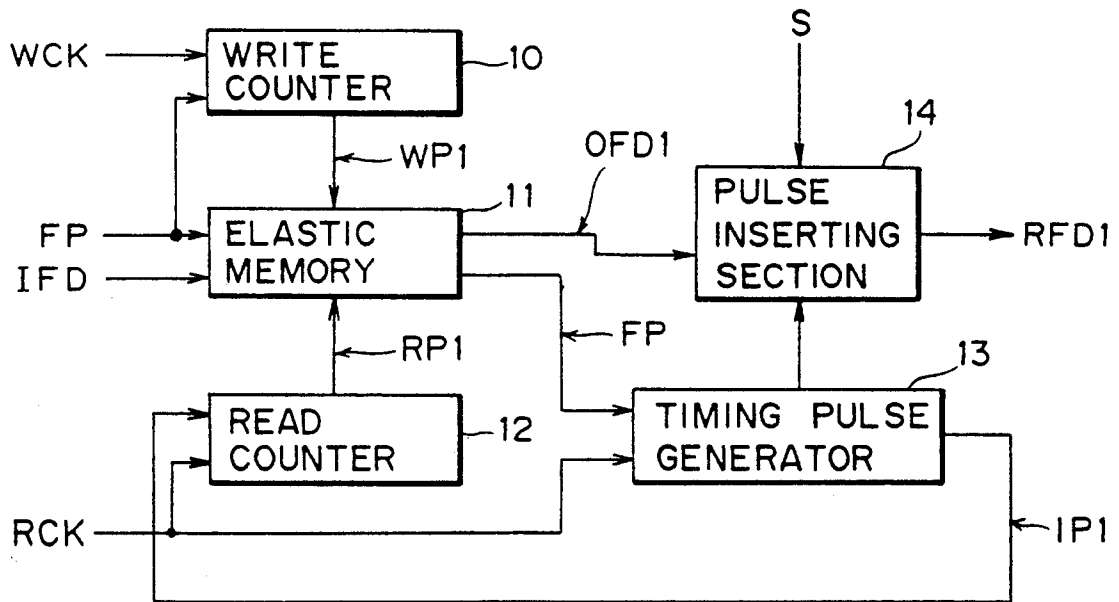 S
WCK
WRITE
COUNTER
10
WP1
OFD1
14
PULSE
INSERTING
SECTION
RFD1
11
FP
IFD
ELASTIC
MEMORY
FP
RP1
13
READ
COUNTER
12
TIMING PULSE
GENERATOR
RCK
IP1